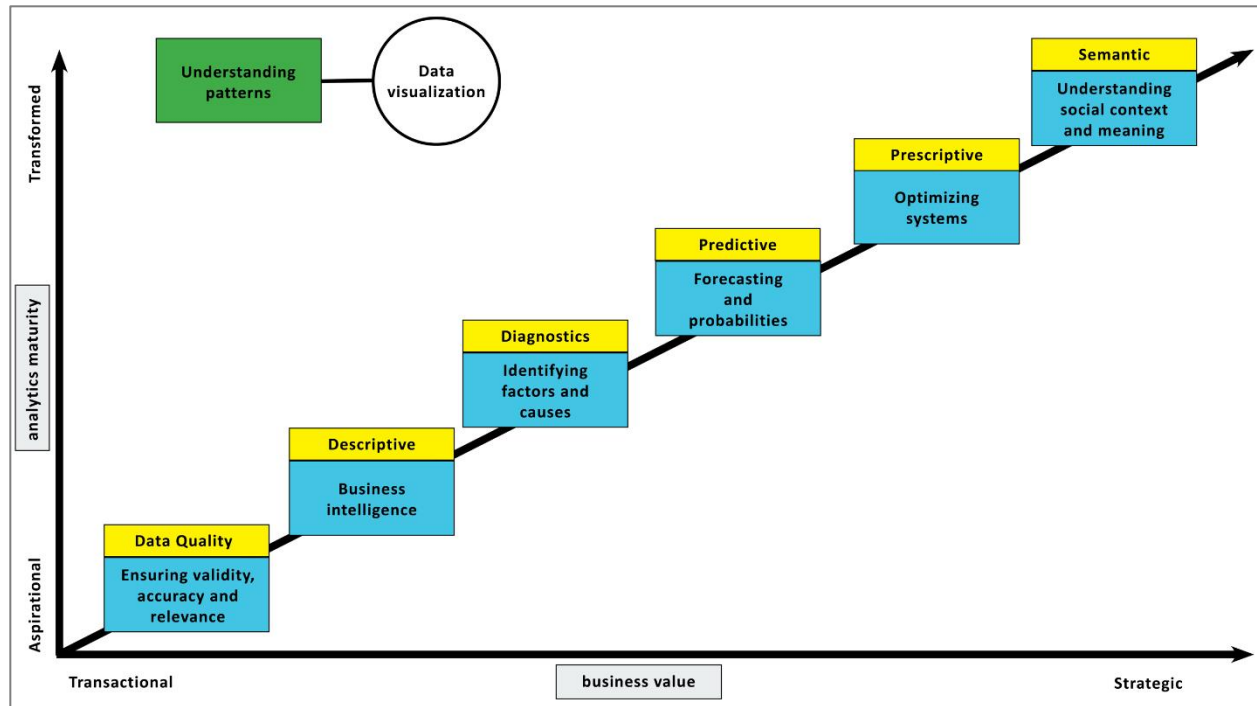 Understanding
patterns
Data
visualization
Semantic
Understanding
social context
and meaning
Prescriptive
Optimizing
systems
Predictive
Forecasting
and
probabilities
Diagnostics
Identifying
factors and
causes
Descriptive
Business
intelligence
Data Quality
Ensuring validity,
accuracy and
relevance
Transformed
analytics maturity
Aspirational
Transactional
business value
Strategic